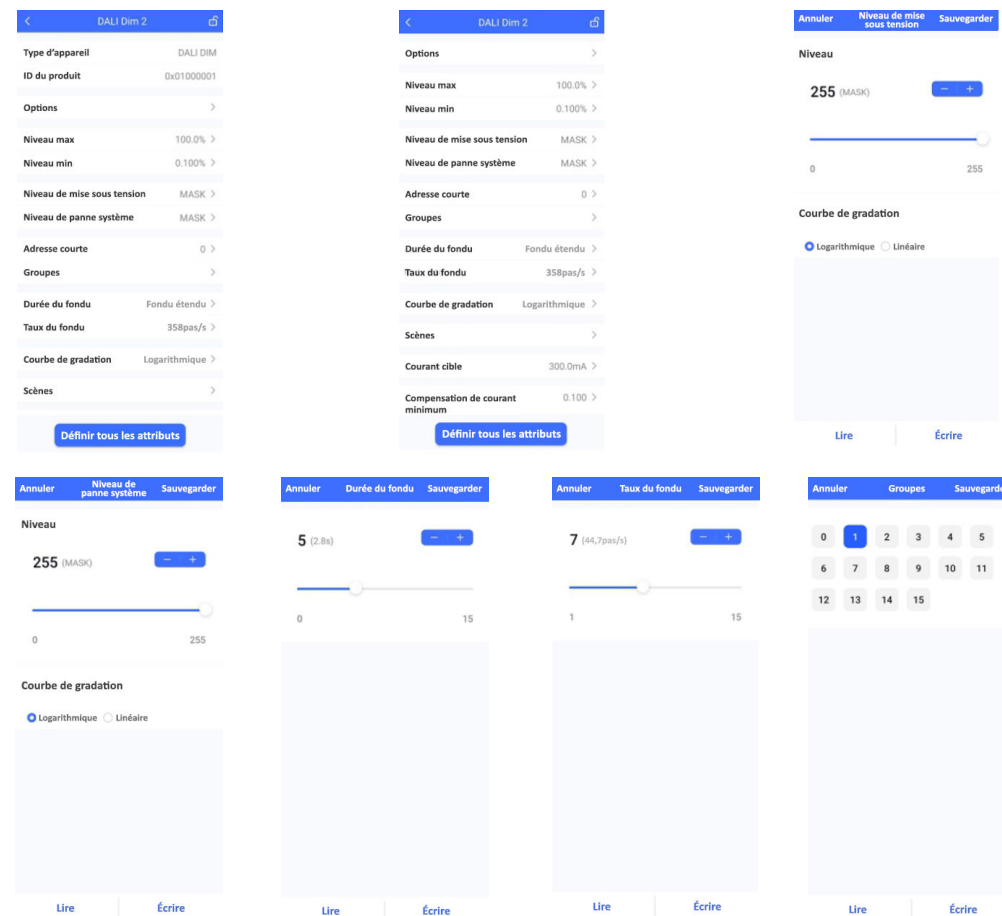 DALI Dim 2
Type d'appareil DALI DIM
ID du produit 0x01000001
Options
Niveau max 100.0%
Niveau min 0.100%
Niveau de mise sous tension MASK
Niveau de panne système MASK
Adresse courte 0
Groupes
Durée du fondu Fondu étendu
Taux du fondu 358pas/s
Courbe de gradation Logarithmique
Scènes
Définir tous les attributs
DALI Dim 2
Options
Niveau max 100.0%
Niveau min 0.100%
Niveau de mise sous tension MASK
Niveau de panne système MASK
Adresse courte 0
Groupes
Durée du fondu Fondu étendu
Taux du fondu 358pas/s
Courbe de gradation Logarithmique
Scènes
Courant cible 300.0mA
Compensation de courant 0.100
minimum
Définir tous les attributs
Annuler Niveau de mise Sauvegarder
sous tension
Niveau
255 (MASK) − +
0 255
Courbe de gradation
Logarithmique Linéaire
Lire Écrire
Annuler Niveau de Sauvegarder
panne système
Niveau
255 (MASK) − +
0 255
Courbe de gradation
Logarithmique Linéaire
Lire Écrire
Annuler Durée du fondu Sauvegarder
5 (2.8s) − +
0 15
Lire Écrire
Annuler Taux du fondu Sauvegarder
7 (44,7pas/s) − +
1 15
Lire Écrire
Annuler Groupes Sauvegarde
0 1 2 3 4 5
6 7 8 9 10 11
12 13 14 15
Lire Écrire